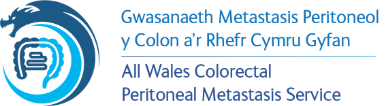 Gwasanaeth Metastasis Peritoneol
y Colon a'r Rhefr Cymru Gyfan
All Wales Colorectal
Peritoneal Metastasis Service